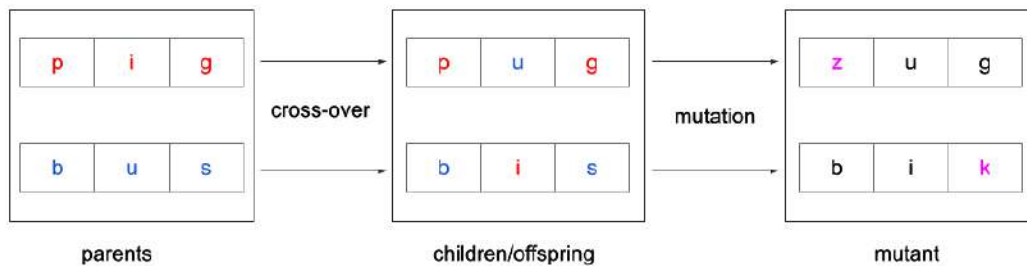 p i g p u g z u g
cross-over mutation
b u s b i s b i k
parents children/offspring mutant